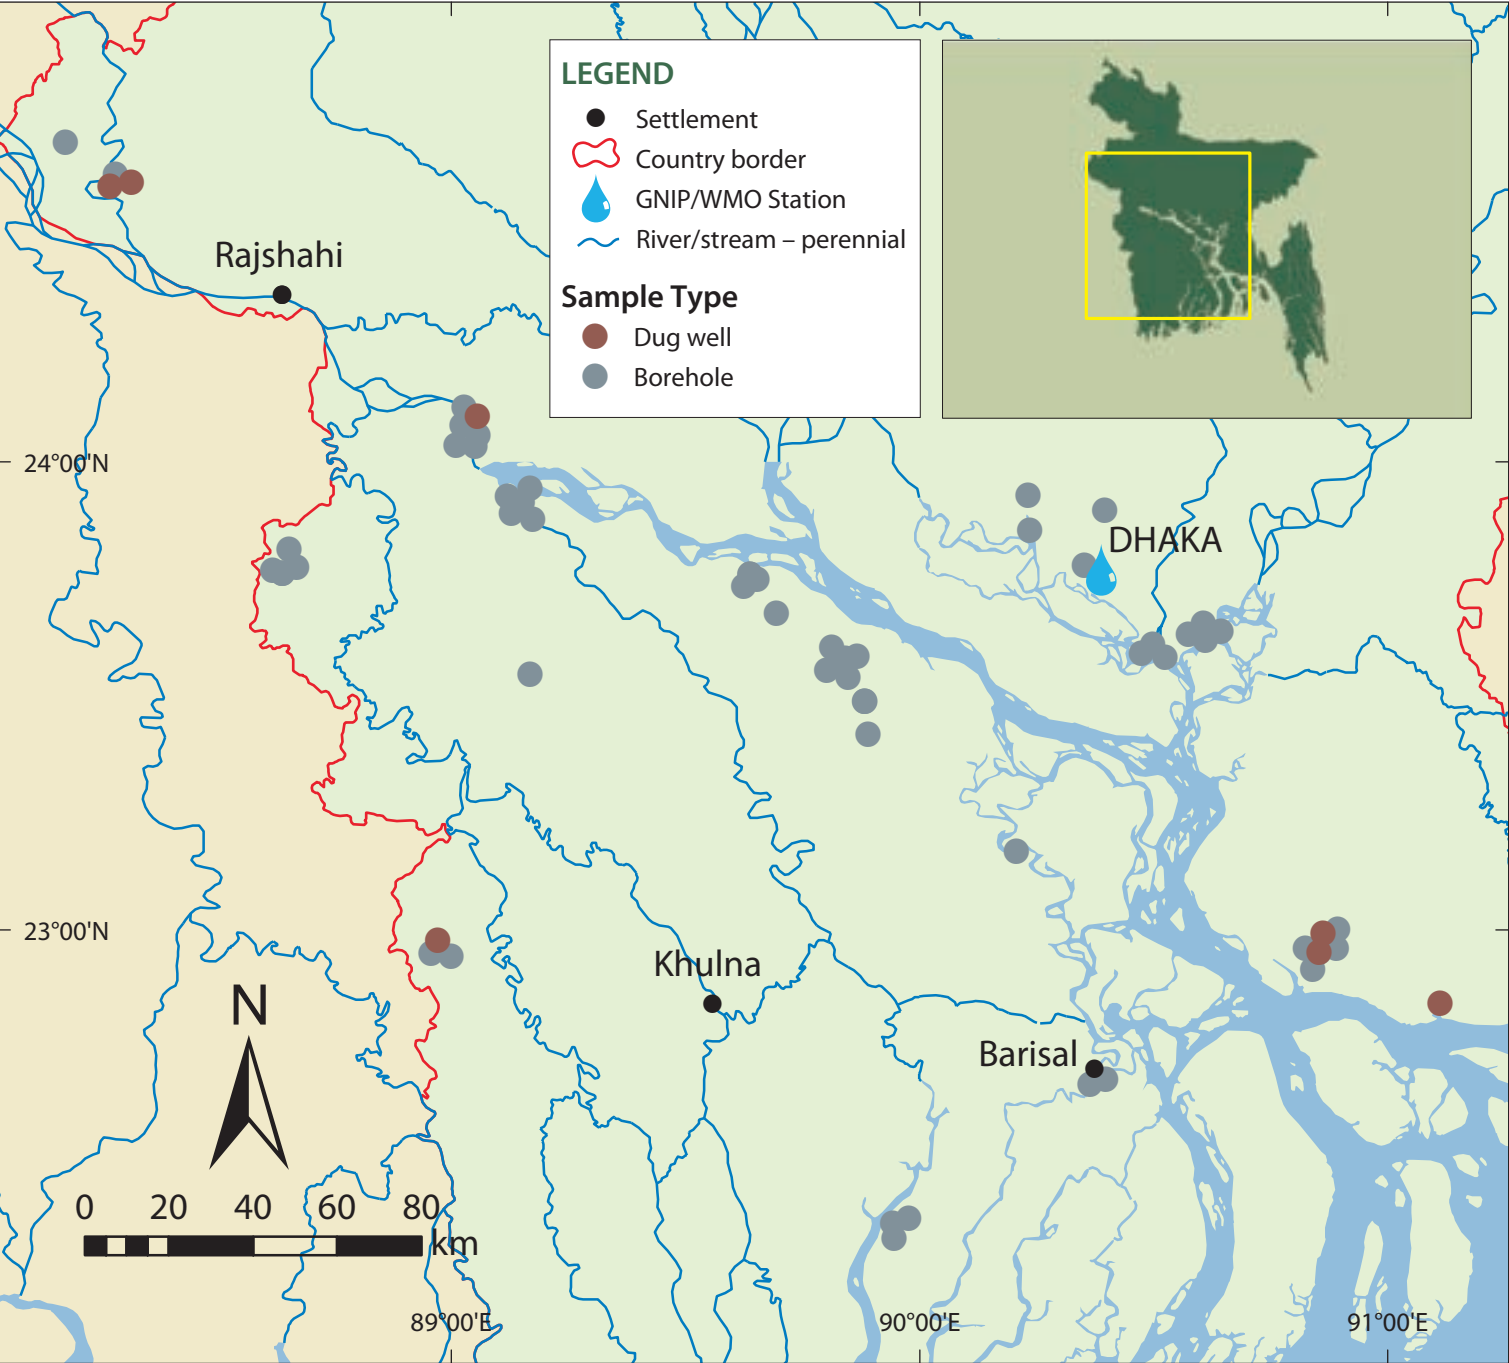 LEGEND
Settlement
Country border
GNIP/WMO Station
River/stream – perennial
Sample Type
Dug well
Borehole
Rajshahi
24°00'N
DHAKA
23°00'N
Khulna
N
Barisal
0 20 40 60 80
km
89°00'E 90°00'E 91°00'E